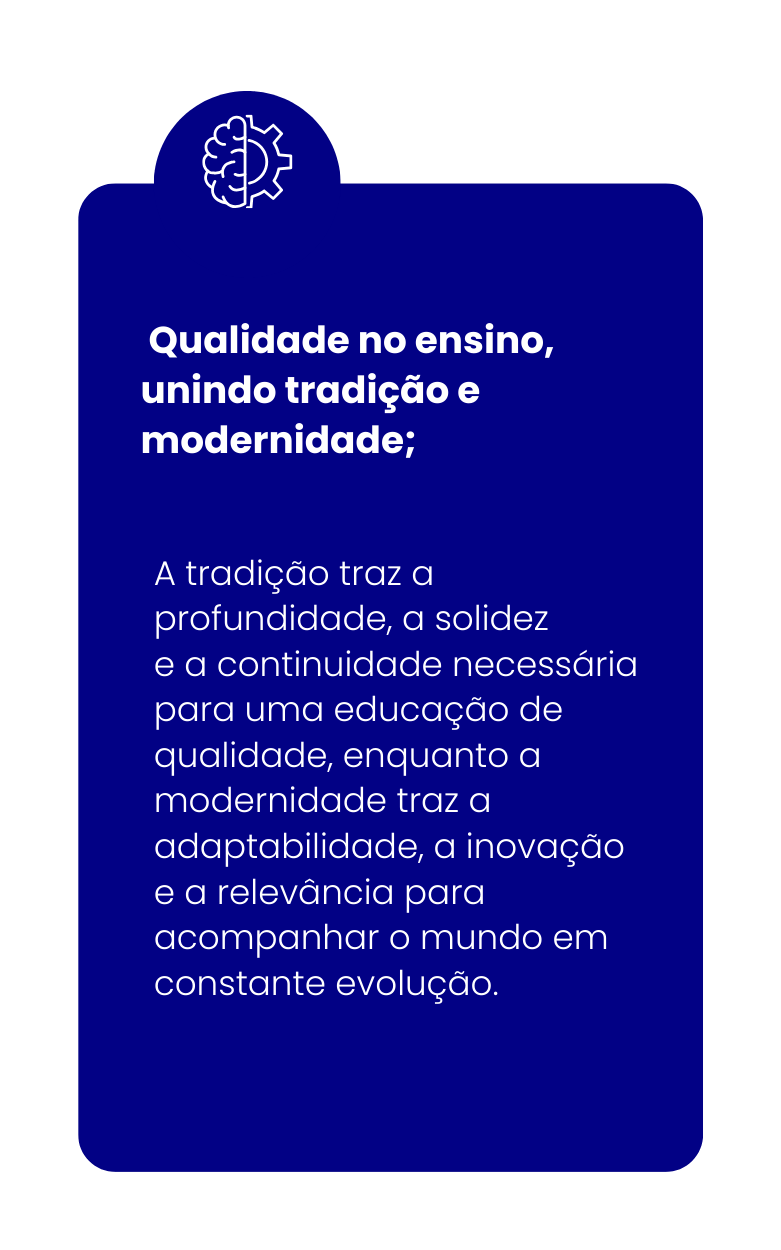 Qualidade no ensino,
unindo tradição e
modernidade;
A tradição traz a
profundidade, a solidez
e a continuidade necessária
para uma educação de
qualidade, enquanto a
modernidade traz a
adaptabilidade, a inovação
e a relevância para
acompanhar o mundo em
constante evolução.